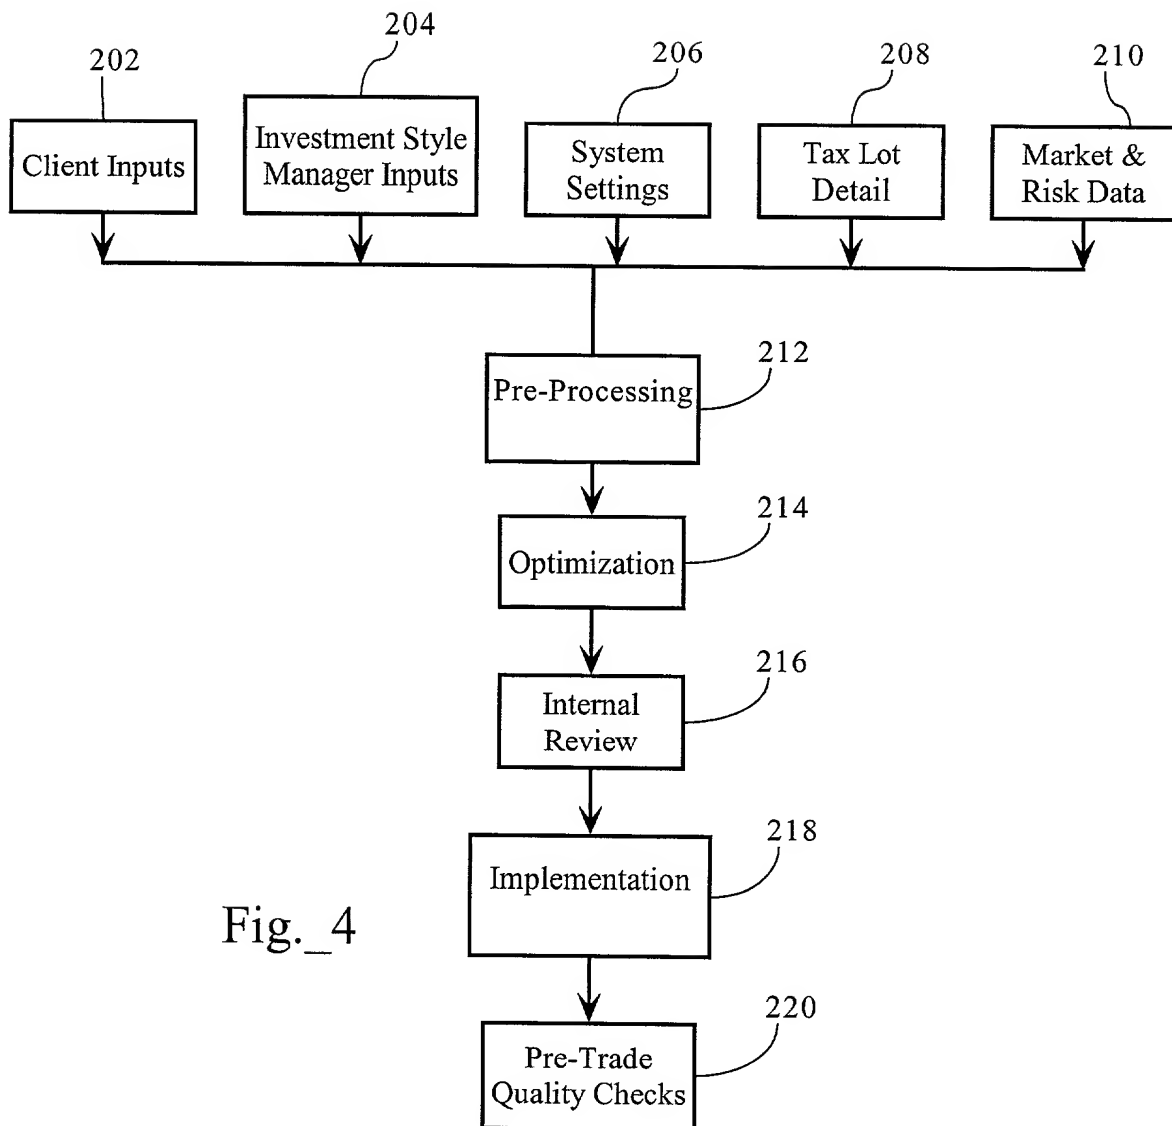 202
204
206
208
210
Client Inputs
Investment Style
Manager Inputs
System
Settings
Tax Lot
Detail
Market &
Risk Data
212
Pre-Processing
214
Optimization
216
Internal
Review
218
Implementation
Fig._4
220
Pre-Trade
Quality Checks